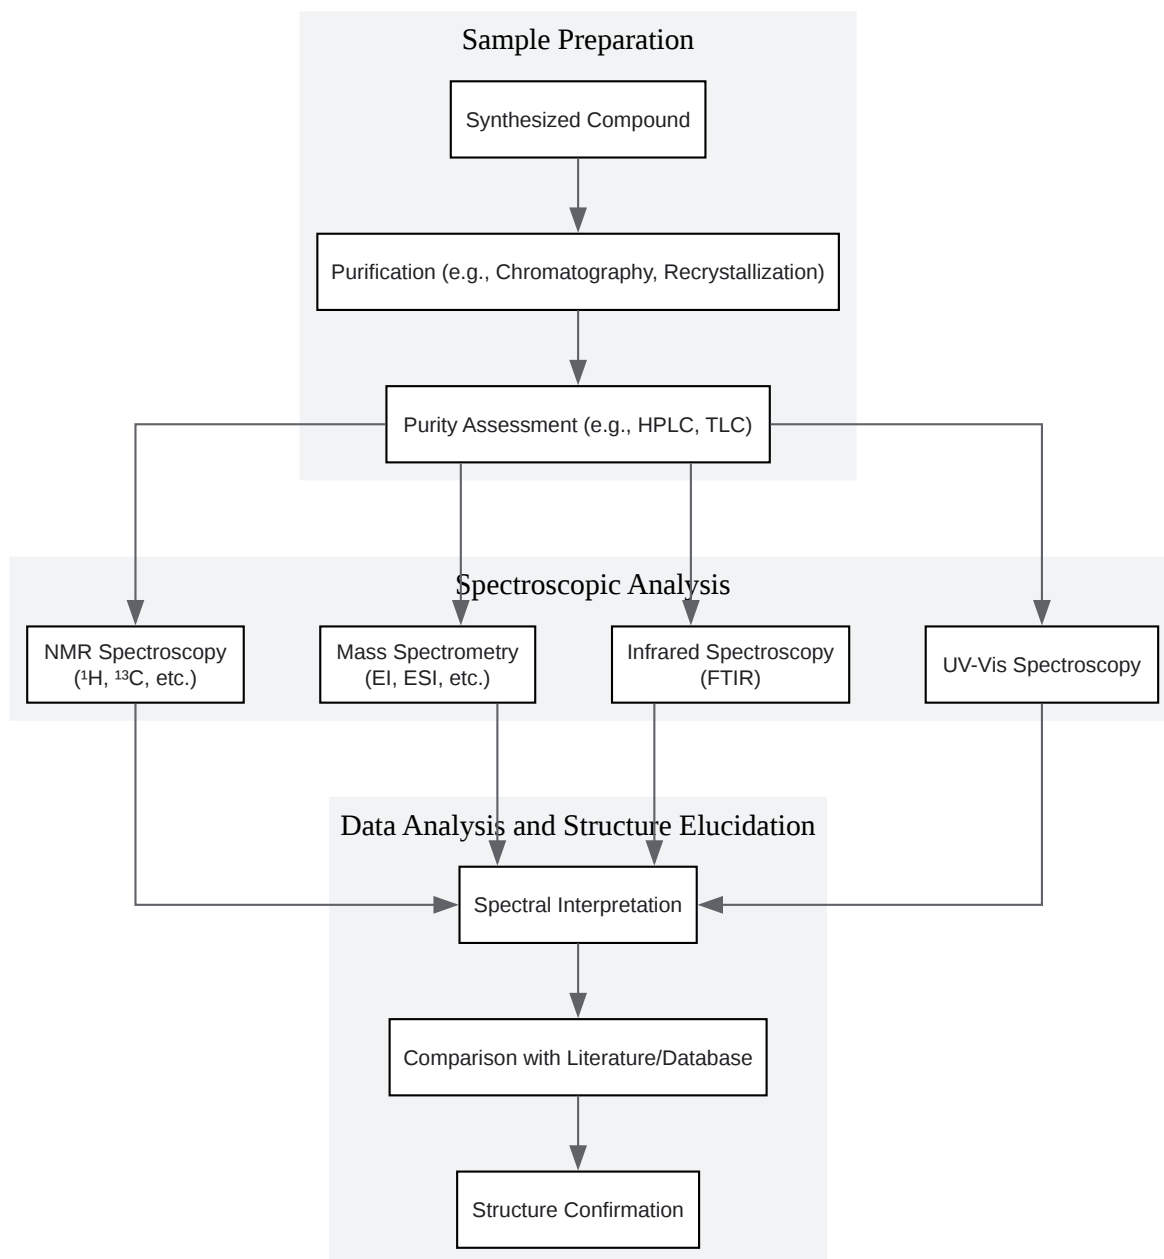 Sample Preparation
Synthesized Compound
Purification (e.g., Chromatography, Recrystallization)
Purity Assessment (e.g., HPLC, TLC)
Spectroscopic Analysis
NMR Spectroscopy
(¹H, ¹³C, etc.)
Mass Spectrometry
(EI, ESI, etc.)
Infrared Spectroscopy
(FTIR)
UV-Vis Spectroscopy
Data Analysis and Structure Elucidation
Spectral Interpretation
Comparison with Literature/Database
Structure Confirmation